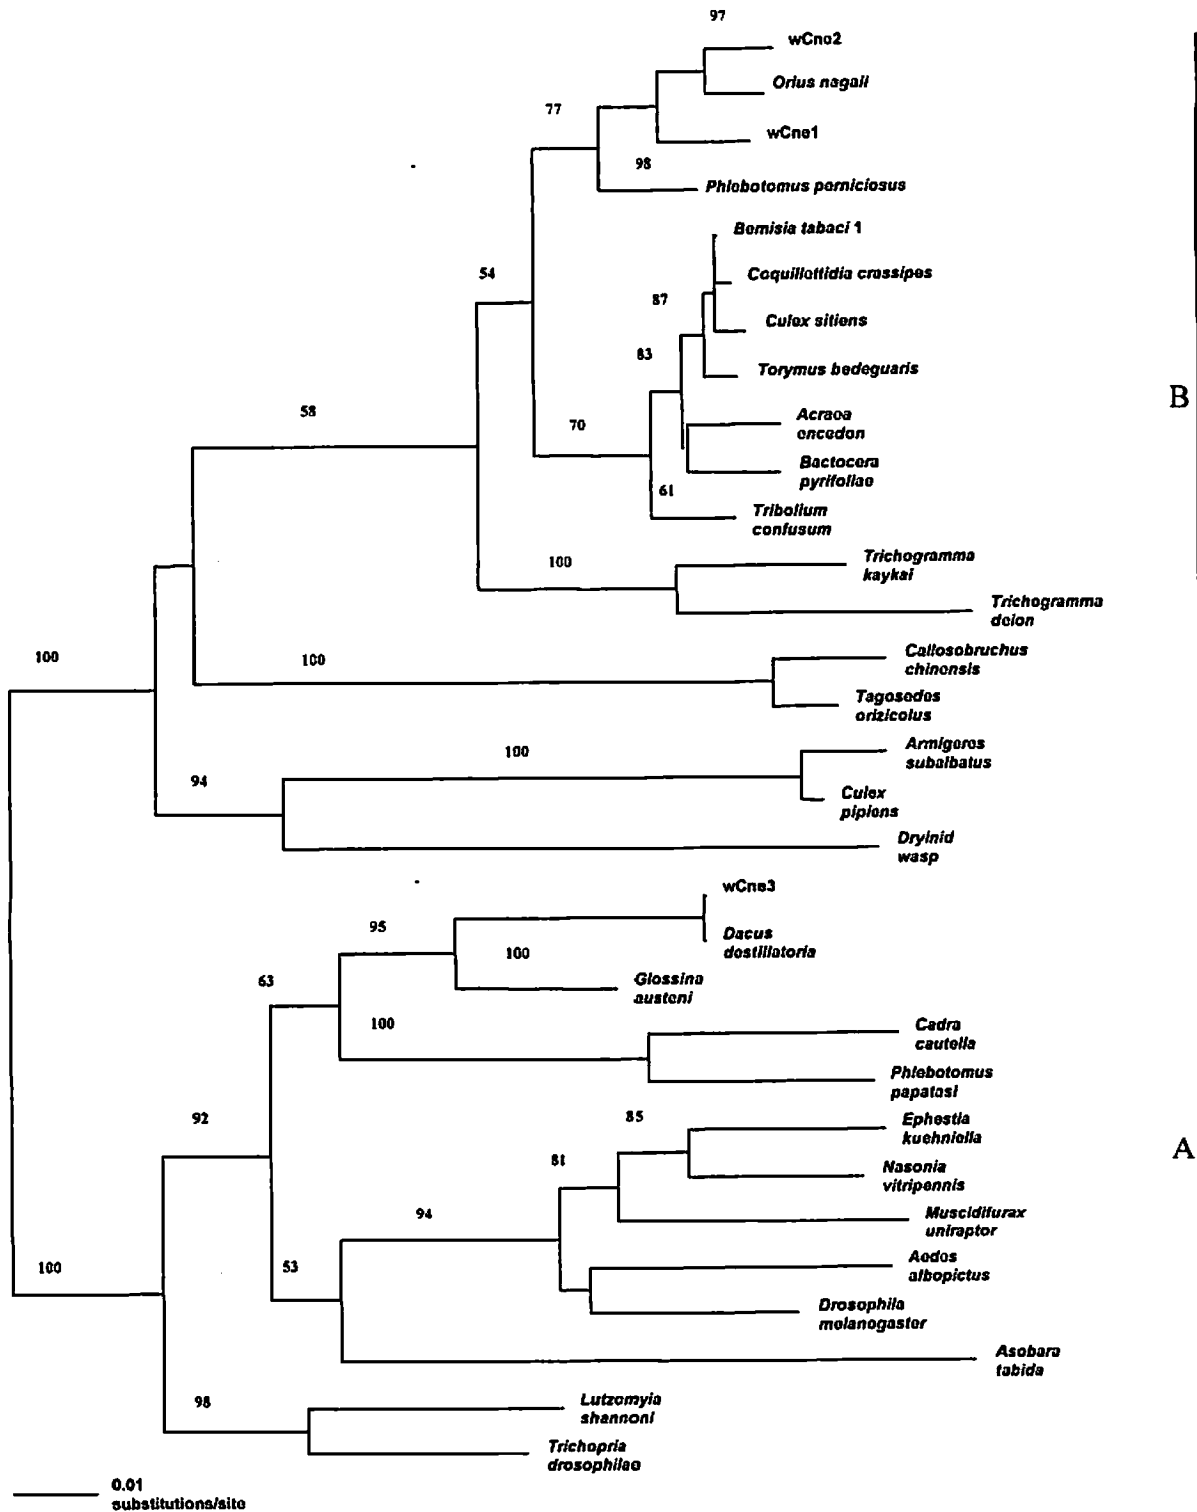 97
wCne2
Orius nagaii
77
wCne1
98
Phlebotomus perniciosus
Bemisia tabaci 1
54
Coquillettidia crassipes
87
Culex sitiens
83
Torymus bedeguaris
B
58
Acraea
encedon
70
Bactocera
pyrifoliae
61
Tribolium
confusum
100
Trichogramma
kaykai
Trichogramma
deion
100
100
Callosobruchus
chinensis
Tagosedes
orizicolus
100
Armigeres
subalbatus
94
Culex
pipiens
Dryinid
wasp
wCne3
95
Dacus
destillatoria
100
63
Glossina
austeni
100
Cadra
cautella
Phlebotomus
papatasi
92
85
Ephestia
kuehniella
A
81
Nasonia
vitripennis
94
Muscidifurax
uniraptor
100
53
Aedes
albopictus
Drosophila
melanogaster
Asobara
tabida
98
Lutzomyia
shannoni
Trichopria
drosophilae
0.01
substitutions/site